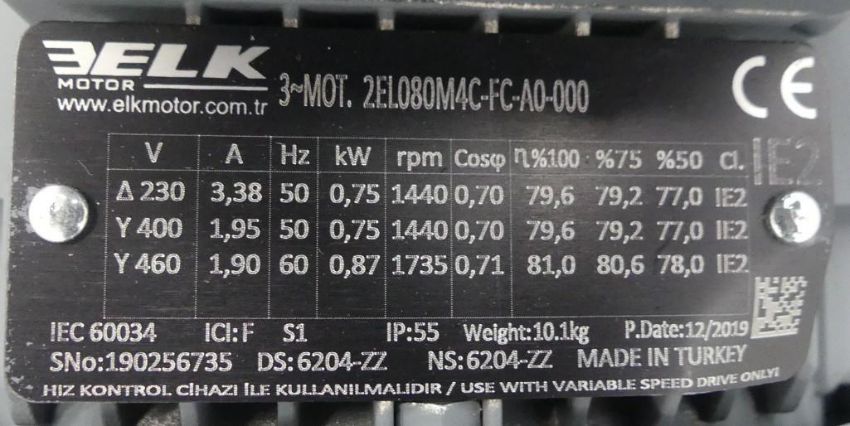 ELK
MOTOR
www.elkmotor.com.tr
3~MOT. 2EL080M4C-FC-A0-000
CE
IE2
V A Hz kW rpm Cosφ η%100 %75 %50 Cl.
Δ 230 3,38 50 0,75 1440 0,70 79,6 79,2 77,0 IE2
Y 400 1,95 50 0,75 1440 0,70 79,6 79,2 77,0 IE2
Y 460 1,90 60 0,87 1735 0,71 81,0 80,6 78,0 IE2
IEC 60034 ICl:F S1 IP:55 Weight:10.1kg P.Date:12/2019
SNo:190256735 DS:6204-ZZ NS:6204-ZZ MADE IN TURKEY
HIZ KONTROL CİHAZI İLE KULLANILMALIDIR / USE WITH VARIABLE SPEED DRIVE ONLY!